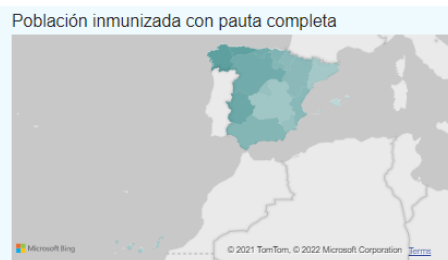 Población inmunizada con pauta completa
Microsoft Bing
© 2021 TomTom, © 2022 Microsoft Corporation Terms